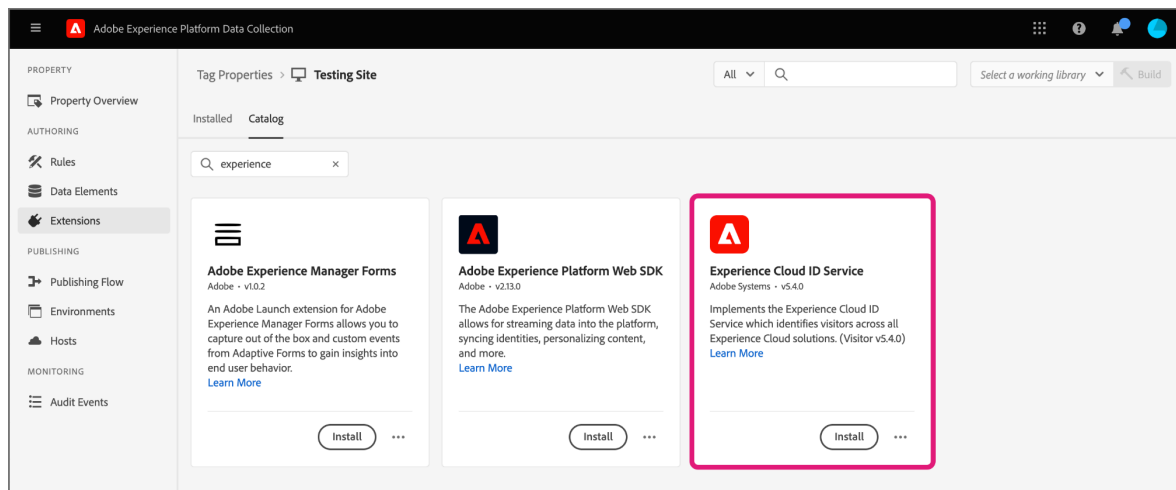 Adobe Experience Platform Data Collection
PROPERTY
Property Overview
AUTHORING
Rules
Data Elements
Extensions
PUBLISHING
Publishing Flow
Environments
Hosts
MONITORING
Audit Events
Tag Properties > Testing Site
All
Select a working library
Build
Installed Catalog
experience ×
Adobe Experience Manager Forms
Adobe • v1.0.2
An Adobe Launch extension for Adobe
Experience Manager Forms allows you to
capture out of the box and custom events
from Adaptive Forms to gain insights into
end user behavior.
Learn More
Install •••
Adobe Experience Platform Web SDK
Adobe • v2.13.0
The Adobe Experience Platform Web SDK
allows for streaming data into the platform,
syncing identities, personalizing content,
and more.
Learn More
Install •••
Experience Cloud ID Service
Adobe Systems • v5.4.0
Implements the Experience Cloud ID
Service which identifies visitors across all
Experience Cloud solutions. (Visitor v5.4.0)
Learn More
Install •••